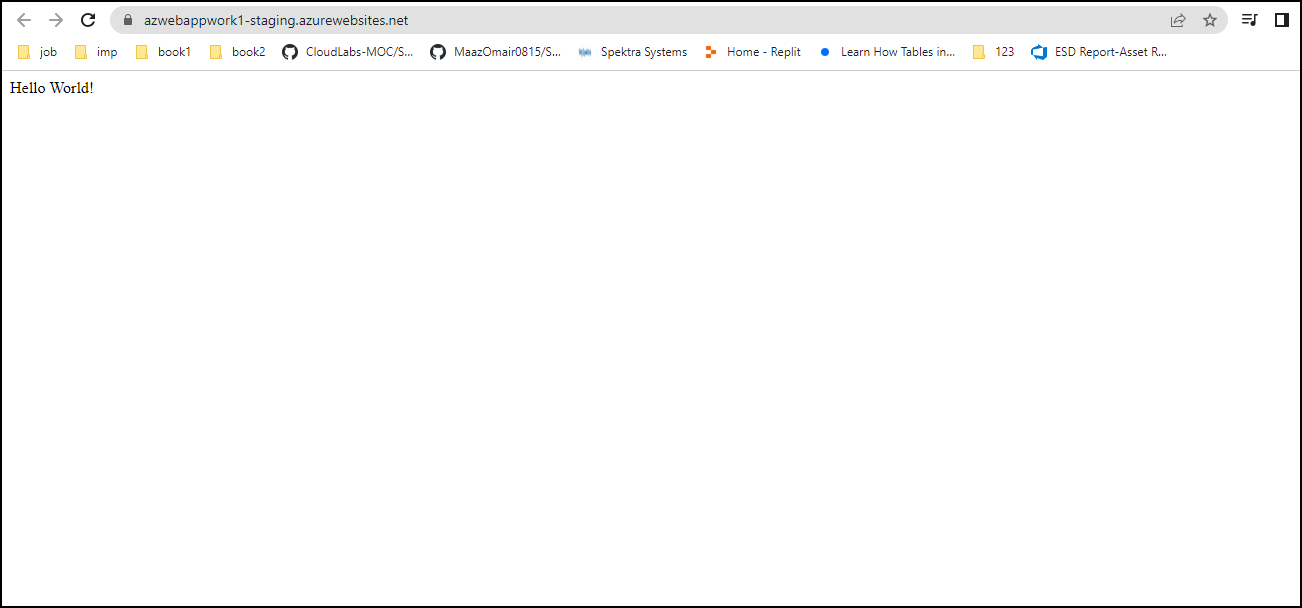 azwebappwork1-staging.azurewebsites.net
job imp book1 book2 CloudLabs-MOC/S... MaazOmair0815/S... Spektra Systems Home - Replit Learn How Tables in... 123 ESD Report-Asset R...
Hello World!